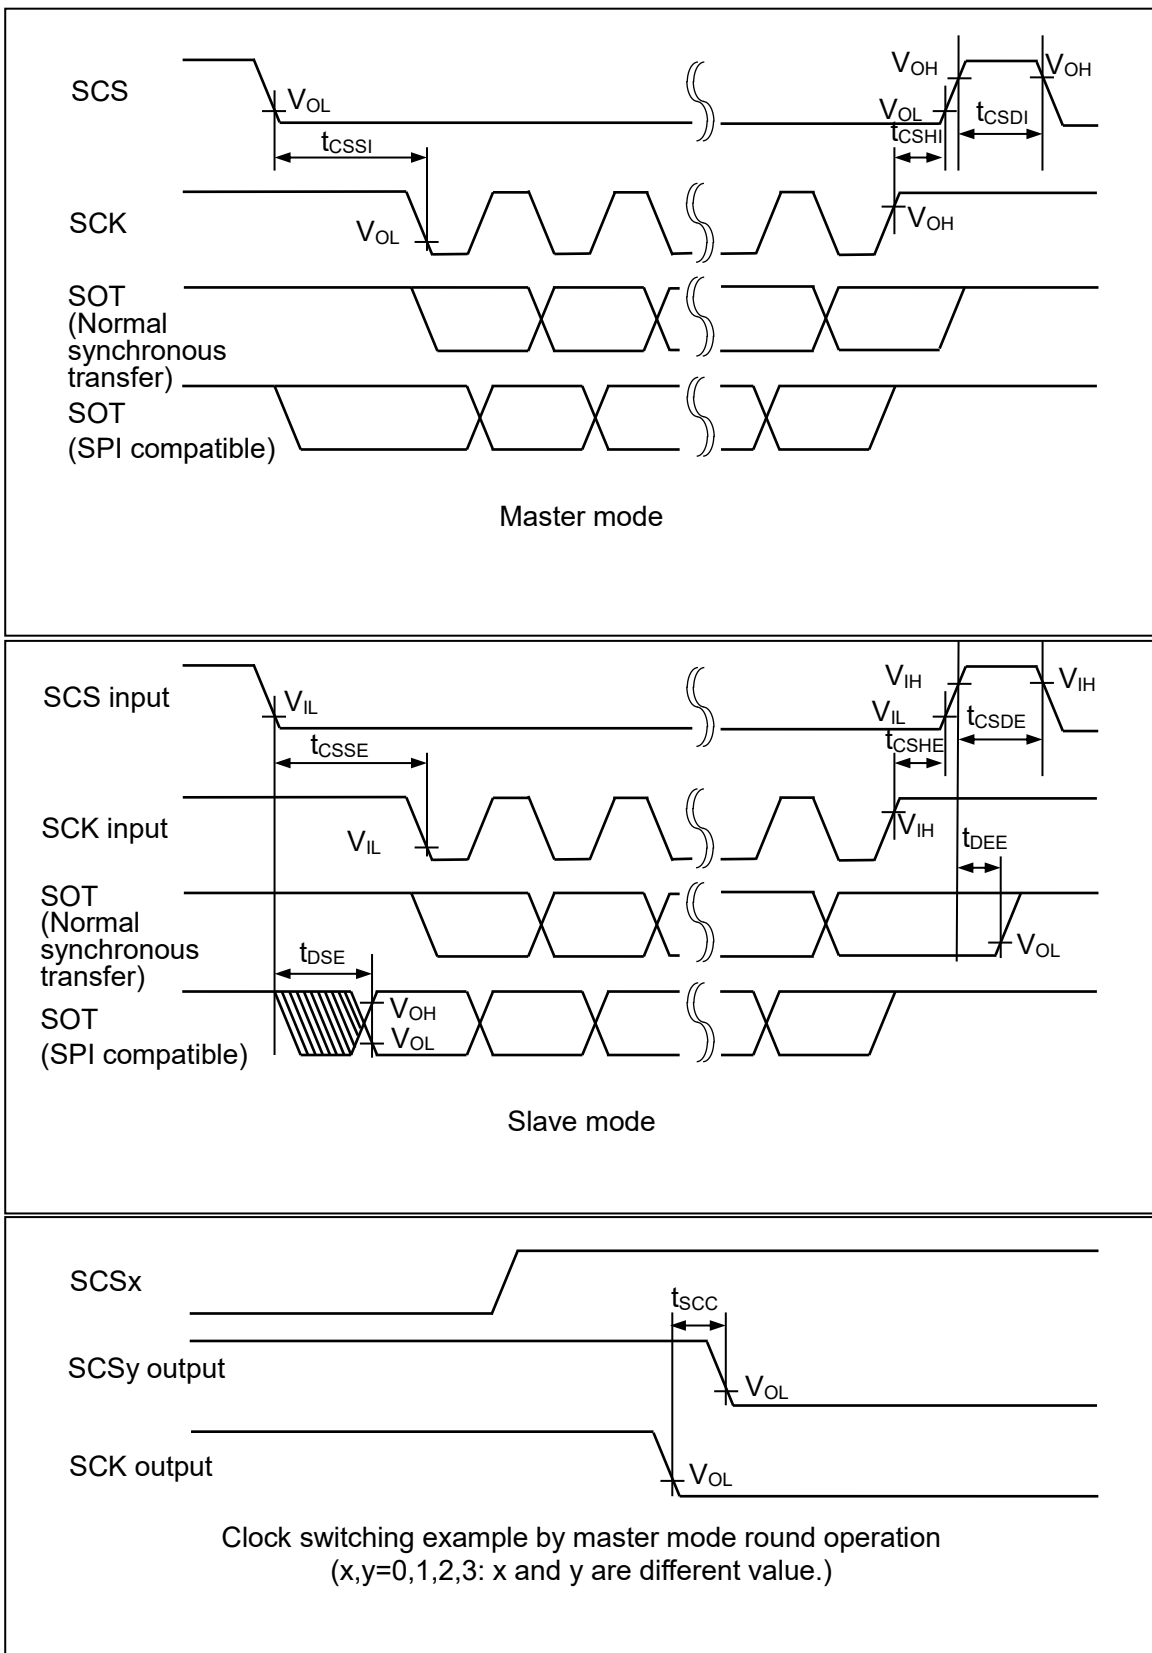 SCS
VOL
VOH
VOH
VOL
tCSSI
tCSHI
tCSDI
SCK
VOL
VOH
SOT
(Normal
synchronous
transfer)
SOT
(SPI compatible)
Master mode
SCS input
VIL
VIH
VIH
VIL
tCSSE
tCSHE
tCSDE
SCK input
VIL
VIH
tDEE
SOT
(Normal
synchronous
transfer)
tDSE
VOL
SOT
(SPI compatible)
VOH
VOL
Slave mode
SCSx
tSCC
SCSy output
VOL
SCK output
VOL
Clock switching example by master mode round operation
(x,y=0,1,2,3: x and y are different value.)